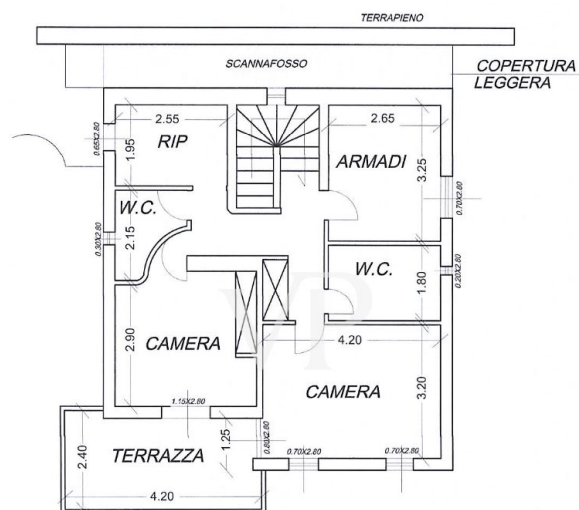 TERRAPIENO
SCANNAFOSSO
COPERTURA
LEGGERA
2.55
2.65
0.65X2.80
1.95
RIP
ARMADI
3.25
0.70X2.80
W.C.
2.15
0.30X2.80
W.C.
1.80
0.20X2.80
VP
2.90
CAMERA
4.20
CAMERA
3.20
1.15X2.80
1.25
0.80X2.80
TERRAZZA
2.40
0.70X2.80
0.70X2.80
4.20